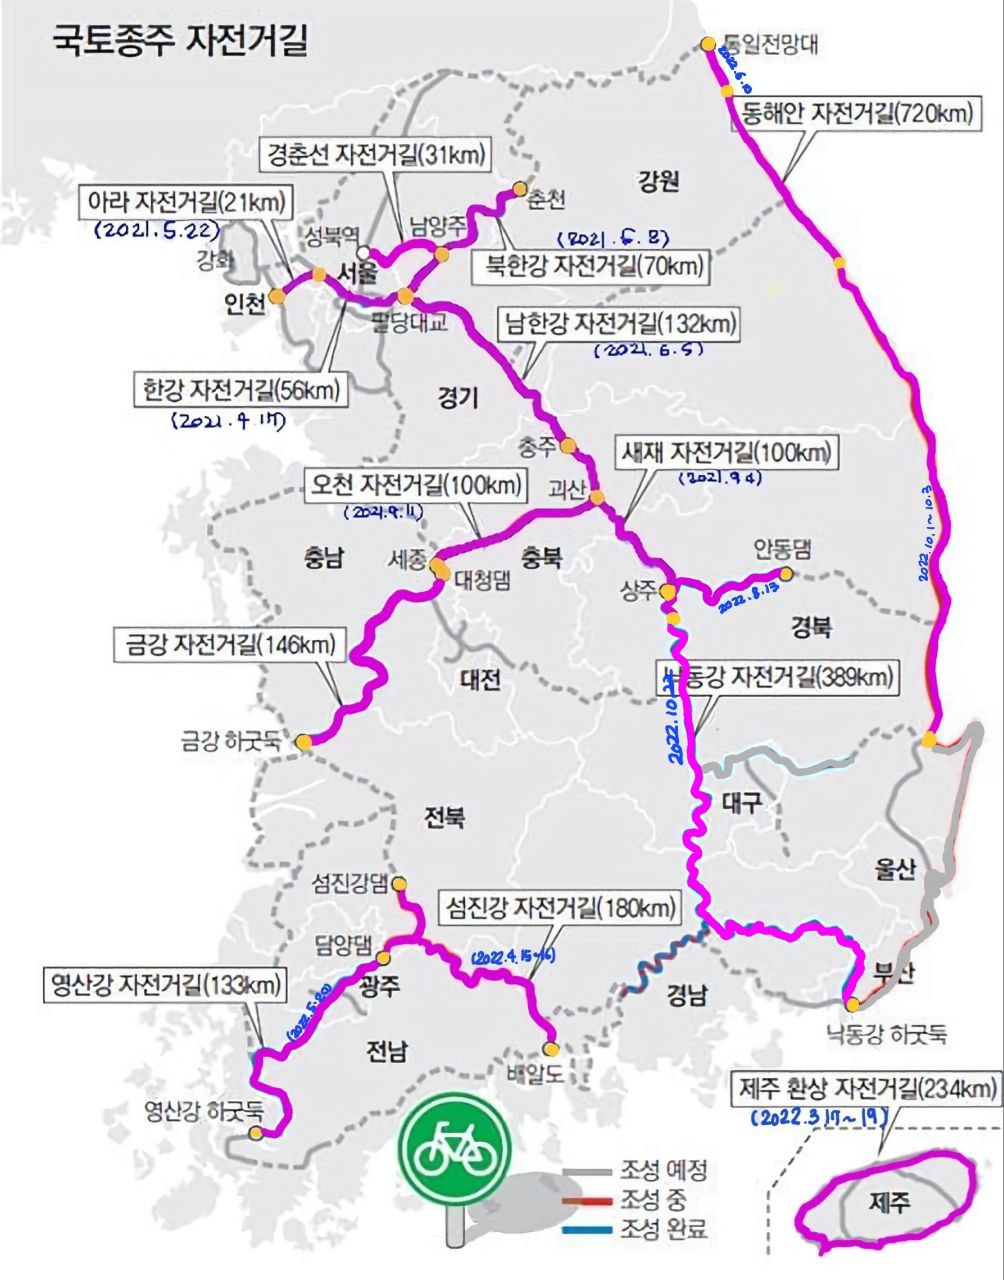 국토종주 자전거길
통일전망대
2022.6.10
동해안 자전거길(720km)
경춘선 자전거길(31km)
강원
아라 자전거길(21km)
(2021.5.22)
춘천
남양주
성북역
강화
서울
(2021.5.8)
북한강 자전거길(70km)
인천
팔당대교
남한강 자전거길(132km)
(2021.6.5)
한강 자전거길(56km)
(2021.4.17)
경기
충주
새재 자전거길(100km)
(2021.9.4)
오천 자전거길(100km)
(2021.9.11)
괴산
2022.10.1~10.3
충남
세종
대청댐
충북
안동댐
상주
2022.8.13
경북
금강 자전거길(146km)
대전
낙동강 자전거길(389km)
2022.10.22
금강 하굿둑
대구
전북
울산
섬진강댐
섬진강 자전거길(180km)
담양댐
(2022.4.15~16)
영산강 자전거길(133km)
광주
경남
부산
낙동강 하굿둑
전남
배알도
제주 환상 자전거길(234km)
(2022.3.17~19)
영산강 하굿둑
조성 예정
조성 중
조성 완료
제주